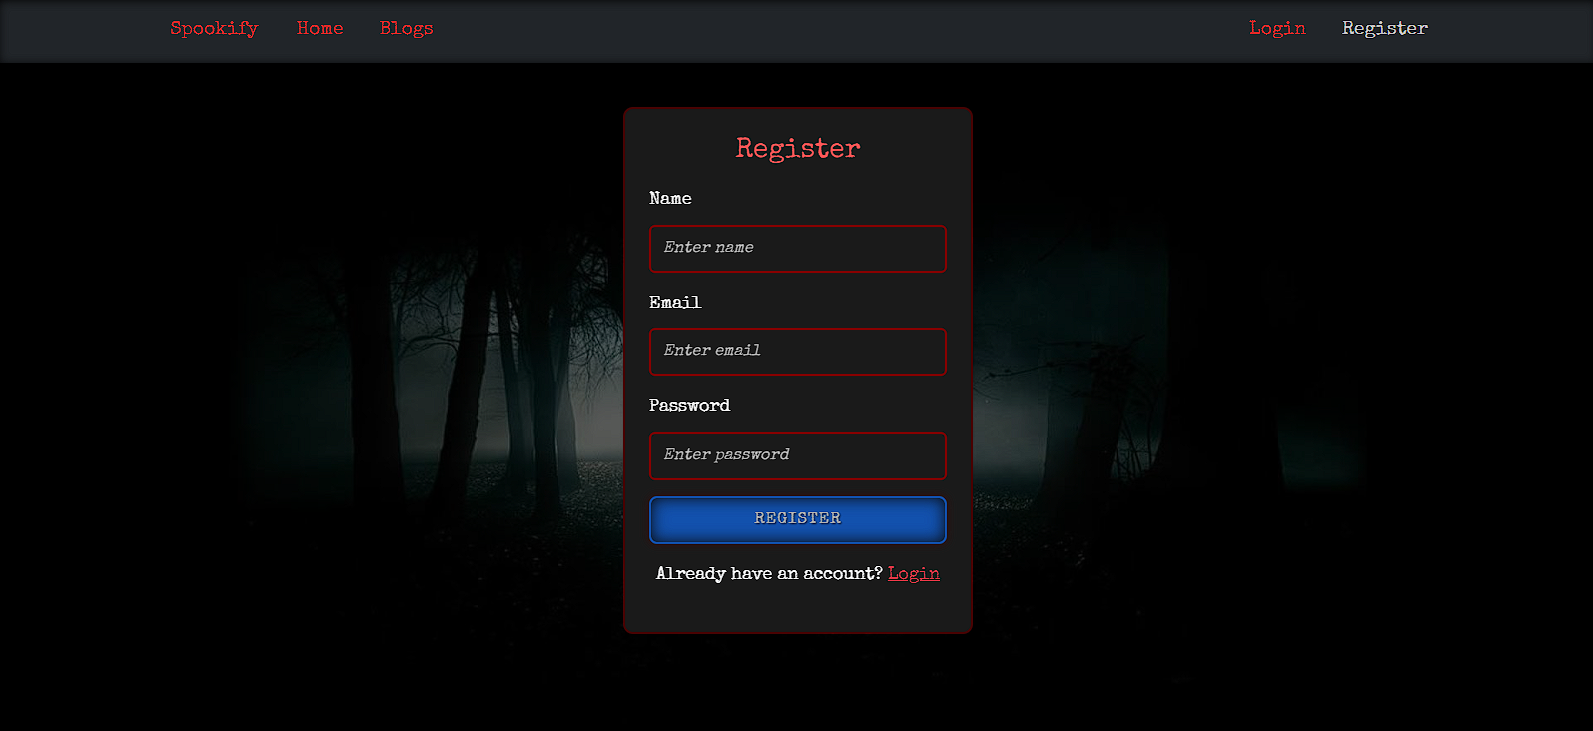 Spookify Home Blogs Login Register
Register
Name
Enter name
Email
Enter email
Password
Enter password
REGISTER
Already have an account? Login